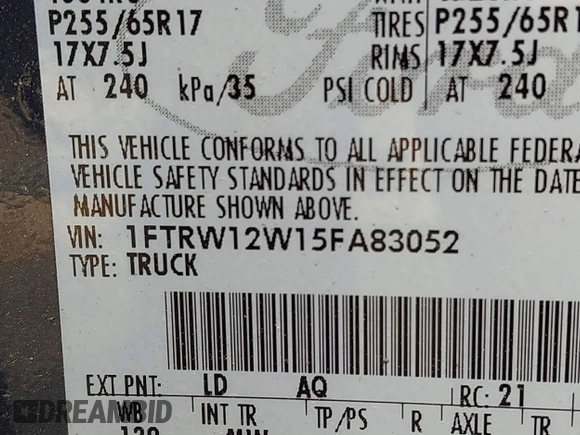 P255/65R17 TIRES P255/65R1
17X7.5J RIMS 17X7.5J
AT 240 kPa/35 PSI COLD AT 240
Ford
THIS VEHICLE CONFORMS TO ALL APPLICABLE FEDERA
VEHICLE SAFETY STANDARDS IN EFFECT ON THE DATE
MANUFACTURE SHOWN ABOVE.
VIN: 1FTRW12W15FA83052
TYPE: TRUCK
EXT PNT: LD AQ RC: 21
WB INT TR TP/PS R AXLE TR
DREAMBID